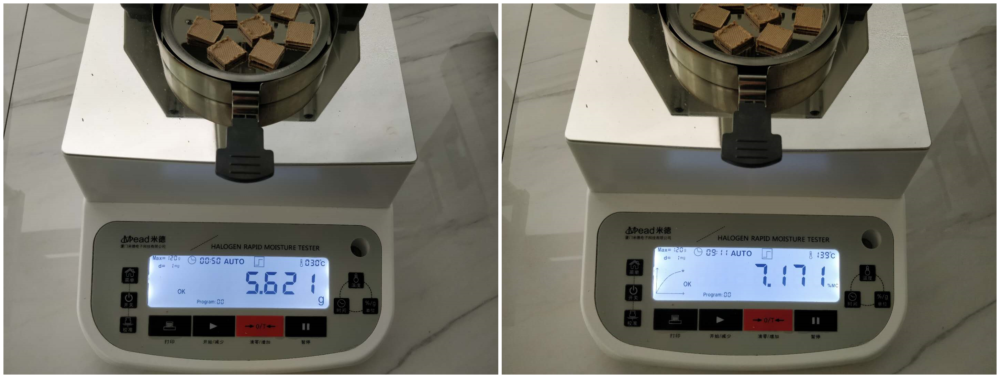 Mead米德
厦门米德电子科技有限公司
HALOGEN RAPID MOISTURE TESTER
Max= 120g
d= 1mg
00:50 AUTO
030℃
5.621
g
OK
Program:00
菜单
开关
校准
温度
时间
%/g
单位
→0/T←
打印
开始/减少
清零/增加
暂停
Mead米德
厦门米德电子科技有限公司
HALOGEN RAPID MOISTURE TESTER
Max= 120g
d= 1mg
09:11 AUTO
139℃
*
7.171
%MC
OK
Program:00
菜单
开关
校准
温度
时间
%/g
单位
→0/T←
打印
开始/减少
清零/增加
暂停